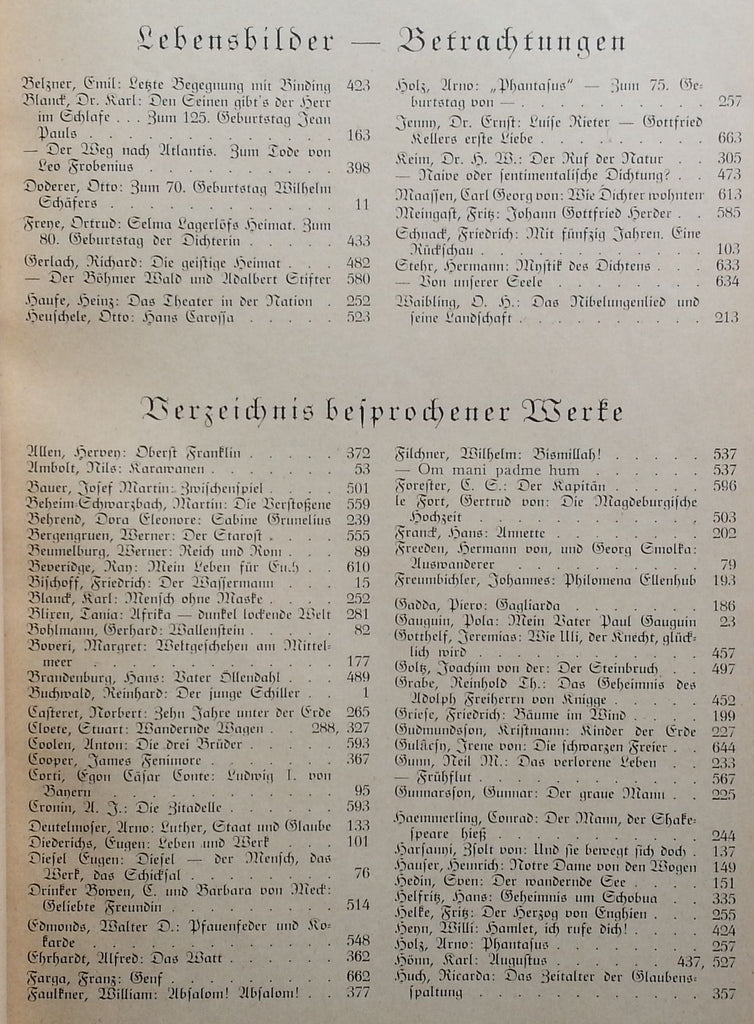 Lebensbilder — Betrachtungen
Belzner, Emil: Letzte Begegnung mit Binding 423
Blanck, Dr. Karl: Den Seinen gibt's der Herr
im Schlafe . . . Zum 125. Geburtstag Jean
Pauls . . . . . . . . . . . . 163
— Der Weg nach Atlantis. Zum Tode von
Leo Frobenius . . . . . . . . . 398
Doderer, Otto: Zum 70. Geburtstag Wilhelm
Schäfers . . . . . . . . . . . 11
Freye, Ortrud: Selma Lagerlöfs Heimat. Zum
80. Geburtstag der Dichterin . . . . 433
Gerlach, Richard: Die geistige Heimat . . . 482
— Der Böhmer Wald und Adalbert Stifter 580
Haufe, Heinz: Das Theater in der Nation . 252
Heuschele, Otto: Hans Carossa . . . . . 523
Holz, Arno: „Phantasus“ — Zum 75. Ge-
burtstag von — . . . . . . . . . 257
Jenny, Dr. Ernst: Luise Rieter — Gottfried
Kellers erste Liebe . . . . . . . . 663
Keim, Dr. H. W.: Der Ruf der Natur . . 305
— Naive oder sentimentalische Dichtung? . 473
Maassen, Carl Georg von: Wie Dichter wohnten 613
Meingast, Fritz: Johann Gottfried Herder . . 585
Schnack, Friedrich: Mit fünfzig Jahren. Eine
Rückschau . . . . . . . . . . . 103
Stehr, Hermann: Mystik des Dichtens . . . 633
— Von unserer Seele . . . . . . . 634
Waibling, O. H.: Das Nibelungenlied und
seine Landschaft . . . . . . . . . 213
Verzeichnis besprochener Werke
Allen, Hervey: Oberst Franklin . . . . . 372
Ambolt, Nils: Karawanen . . . . . . . 53
Bauer, Josef Martin: Zwischenspiel . . . . 501
Beheim-Schwarzbach, Martin: Die Verstoßene 559
Behrend, Dora Eleonore: Sabine Grunelius 239
Bergengruen, Werner: Der Starost . . . . 555
Beumelburg, Werner: Reich und Rom . . . 89
Beveridge, Ray: Mein Leben für Euch . . 610
Bischoff, Friedrich: Der Wassermann . . . 15
Blanck, Karl: Mensch ohne Maske . . . . 252
Blixen, Tania: Afrika — dunkel lockende Welt 281
Bohlmann, Gerhard: Wallenstein . . . . . 82
Boveri, Margret: Weltgeschehen am Mittel-
meer . . . . . . . . . . . . 177
Brandenburg, Hans: Vater Öllendahl . . . 489
Buchwald, Reinhard: Der junge Schiller . . 1
Casteret, Norbert: Zehn Jahre unter der Erde 265
Cloete, Stuart: Wandernde Wagen . . 288, 327
Coolen, Anton: Die drei Brüder . . . . . 593
Cooper, James Fenimore . . . . . . . 367
Corti, Egon Cäsar Conte: Ludwig I. von
Bayern . . . . . . . . . . . . 95
Cronin, A. J.: Die Zitadelle . . . . . . 593
Deutelmoser, Arno: Luther, Staat und Glaube 133
Diederichs, Eugen: Leben und Werk . . . 101
Diesel Eugen: Diesel — der Mensch, das
Werk, das Schicksal . . . . . . . . 76
Drinker Bowen, C. und Barbara von Meck:
Geliebte Freundin . . . . . . . . 514
Edmonds, Walter D.: Pfauenfeder und Ko-
karde . . . . . . . . . . . . 548
Ehrhardt, Alfred: Das Watt . . . . . . 362
Farga, Franz: Genf . . . . . . . . . 662
Faulkner, William: Absalom! Absalom! . . 377
Filchner, Wilhelm: Bismillah! . . . . . 537
— Om mani padme hum . . . . . . 537
Forester, C. S.: Der Kapitän . . . . . 596
le Fort, Gertrud von: Die Magdeburgische
Hochzeit . . . . . . . . . . . 503
Franck, Hans: Annette . . . . . . . . 202
Freeden, Hermann von, und Georg Smolka:
Auswanderer . . . . . . . . . . 79
Freumbichler, Johannes: Philomena Ellenhub 193
Gadda, Piero: Gagliarda . . . . . . . 186
Gauguin, Pola: Mein Vater Paul Gauguin 23
Gotthelf, Jeremias: Wie Uli, der Knecht, glück-
lich wird . . . . . . . . . . . 457
Goltz, Joachim von der: Der Steinbruch . . 497
Grabe, Reinhold Th.: Das Geheimnis des
Adolph Freiherrn von Knigge . . . . 452
Griese, Friedrich: Bäume im Wind . . . . 199
Gudmundsson, Kristmann: Kinder der Erde 227
Gulácsy, Irene von: Die schwarzen Freier . . 644
Gunn, Neil M.: Das verlorene Leben . . . 233
— Frühflut . . . . . . . . . . . 567
Gunnarsson, Gunnar: Der graue Mann . . 225
Haemmerling, Conrad: Der Mann, der Shake-
speare hieß . . . . . . . . . . 244
Harsanyi, Zsolt von: Und sie bewegt sich doch . 137
Hauser, Heinrich: Notre Dame von den Wogen 149
Hedin, Sven: Der wandernde See . . . . 151
Helfritz, Hans: Geheimnis um Schobua . . 335
Helke, Fritz: Der Herzog von Enghien . . 255
Heyn, Willi: Hamlet, ich rufe dich! . . . 424
Holz, Arno: Phantasus . . . . . . . . 257
Hönn, Karl: Augustus . . . . . . 437, 527
Huch, Ricarda: Das Zeitalter der Glaubens-
spaltung . . . . . . . . . . . 357